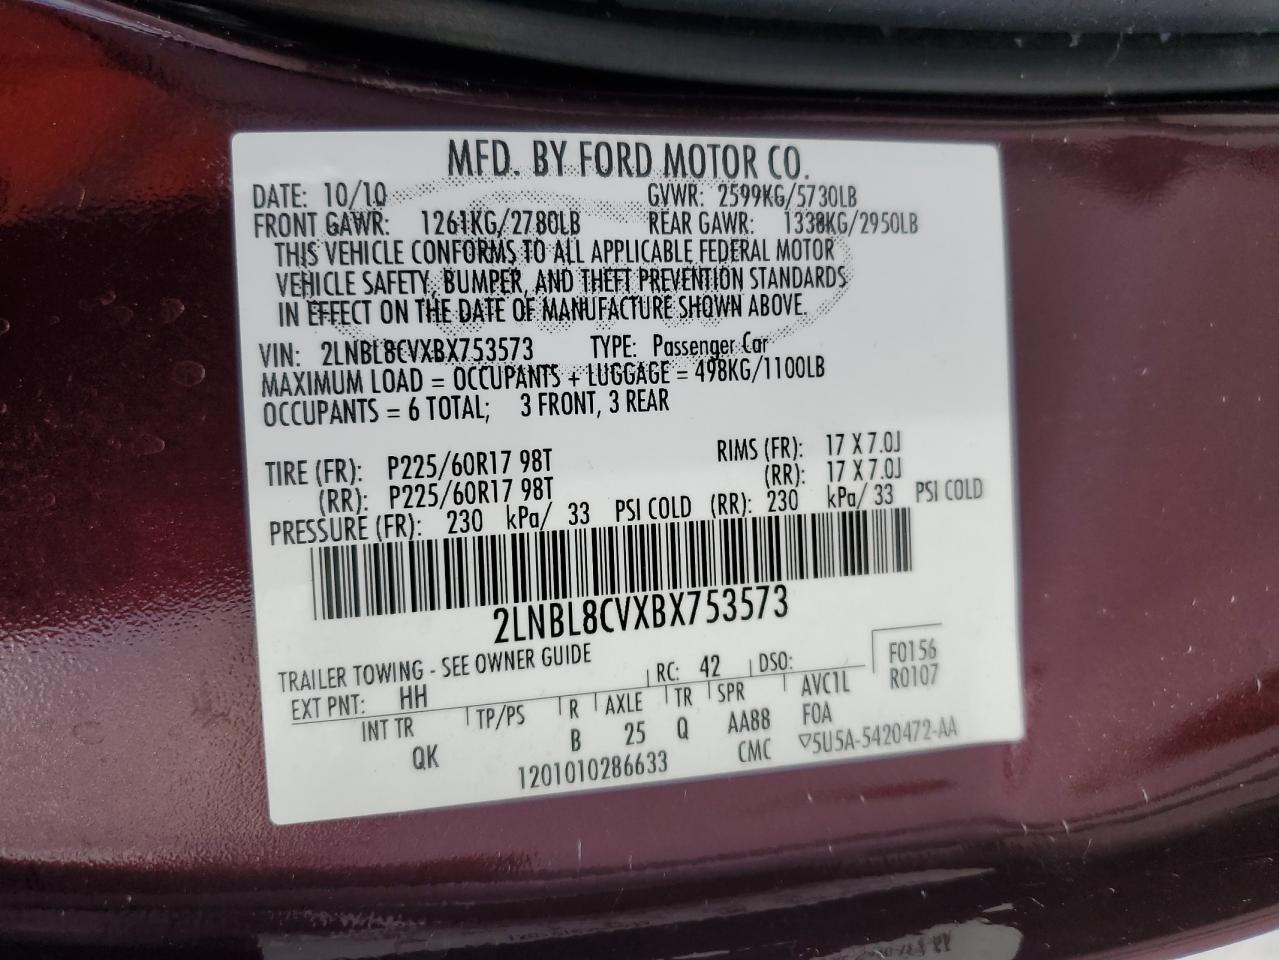 MFD. BY FORD MOTOR CO.
DATE: 10/10 GVWR: 2599KG/5730LB
FRONT GAWR: 1261KG/2780LB REAR GAWR: 1338KG/2950LB
THIS VEHICLE CONFORMS TO ALL APPLICABLE FEDERAL MOTOR
VEHICLE SAFETY, BUMPER, AND THEFT PREVENTION STANDARDS
IN EFFECT ON THE DATE OF MANUFACTURE SHOWN ABOVE.
VIN: 2LNBL8CVXBX753573 TYPE: Passenger Car
MAXIMUM LOAD = OCCUPANTS + LUGGAGE = 498KG/1100LB
OCCUPANTS = 6 TOTAL; 3 FRONT, 3 REAR
TIRE (FR): P225/60R17 98T RIMS (FR): 17 X 7.0J
(RR): P225/60R17 98T (RR): 17 X 7.0J
PRESSURE (FR): 230 kPa/ 33 PSI COLD (RR): 230 kPa/ 33 PSI COLD
2LNBL8CVXBX753573
TRAILER TOWING - SEE OWNER GUIDE
EXT PNT: HH RC: 42 DSO: F0156
R0107
INT TR TP/PS R AXLE TR SPR AVC1L
QK B 25 Q AA88 FOA
1201010286633 CMC ▽5U5A-5420472-AA